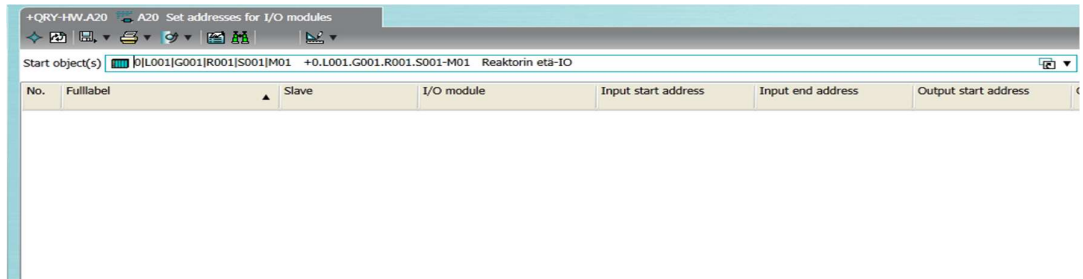 +QRY-HW.A20 A20 Set addresses for I/O modules
Start object(s) 0|L001|G001|R001|S001|M01 +0.L001.G001.R001.S001-M01 Reaktorin etä-IO
No. Fulllabel Slave I/O module Input start address Input end address Output start address